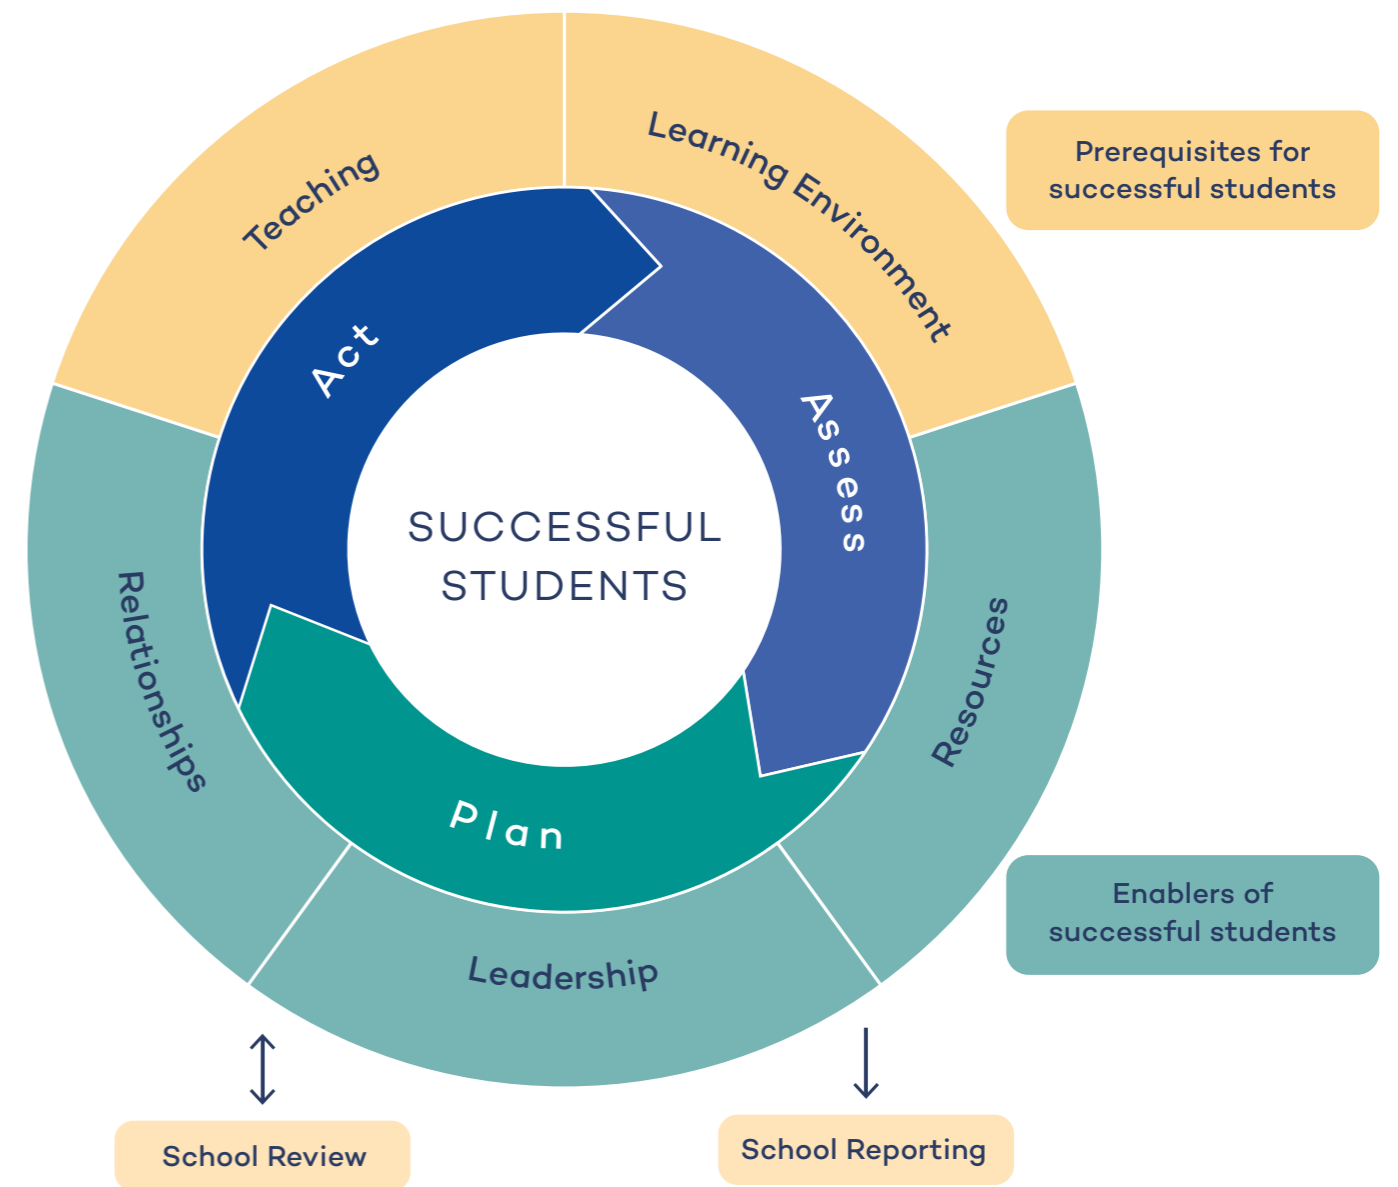 Teaching
Learning Environment
Prerequisites for
successful students
Act
Assess
SUCCESSFUL
STUDENTS
Relationships
Resources
Plan
Enablers of
successful students
Leadership
School Review
School Reporting